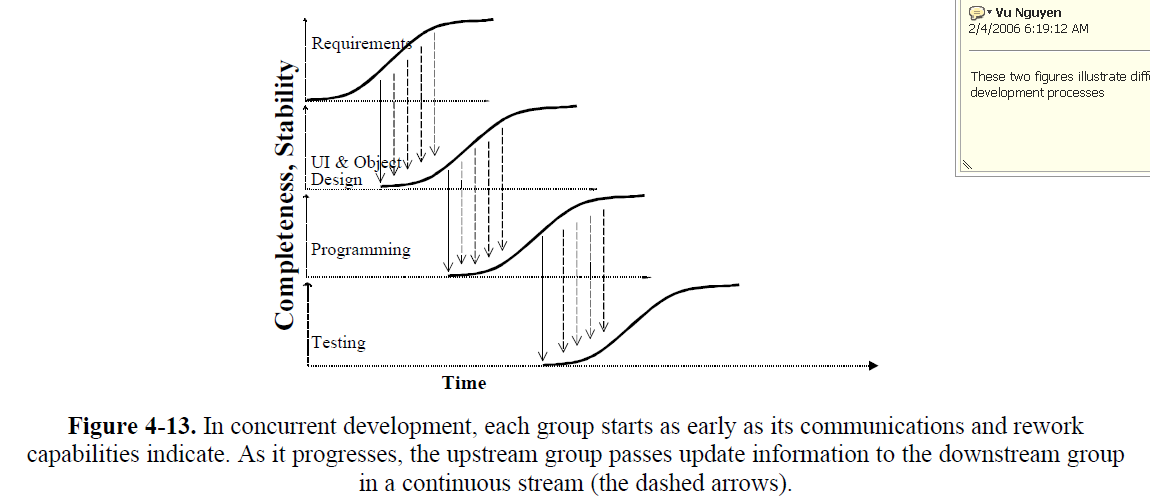 Vu Nguyen
2/4/2006 6:19:12 AM
These two figures illustrate diff
development processes
Completeness, Stability
Requirements
UI & Object
Design
Programming
Testing
Time
Figure 4-13. In concurrent development, each group starts as early as its communications and rework
capabilities indicate. As it progresses, the upstream group passes update information to the downstream group
in a continuous stream (the dashed arrows).